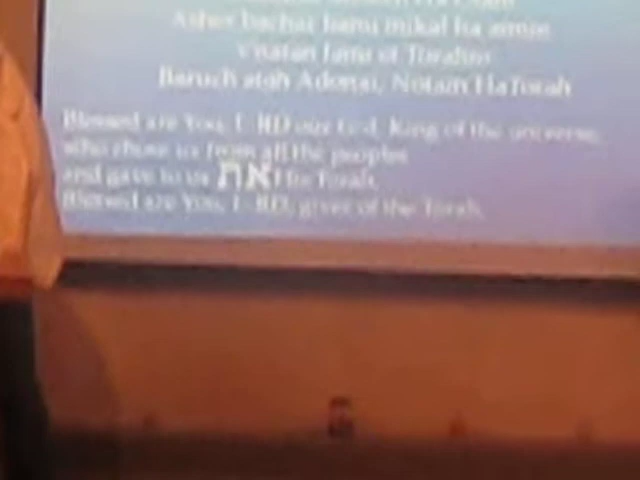 Asher bachar banu mikal ha amim
v'natan lanu et Torahto
Baruch atah Adonai, Notain HaTorah
Blessed are You, L-RD our God, King of the universe,
who chose us from all the peoples
and gave to us את His Torah.
Blessed are You, L-RD, giver of the Torah.